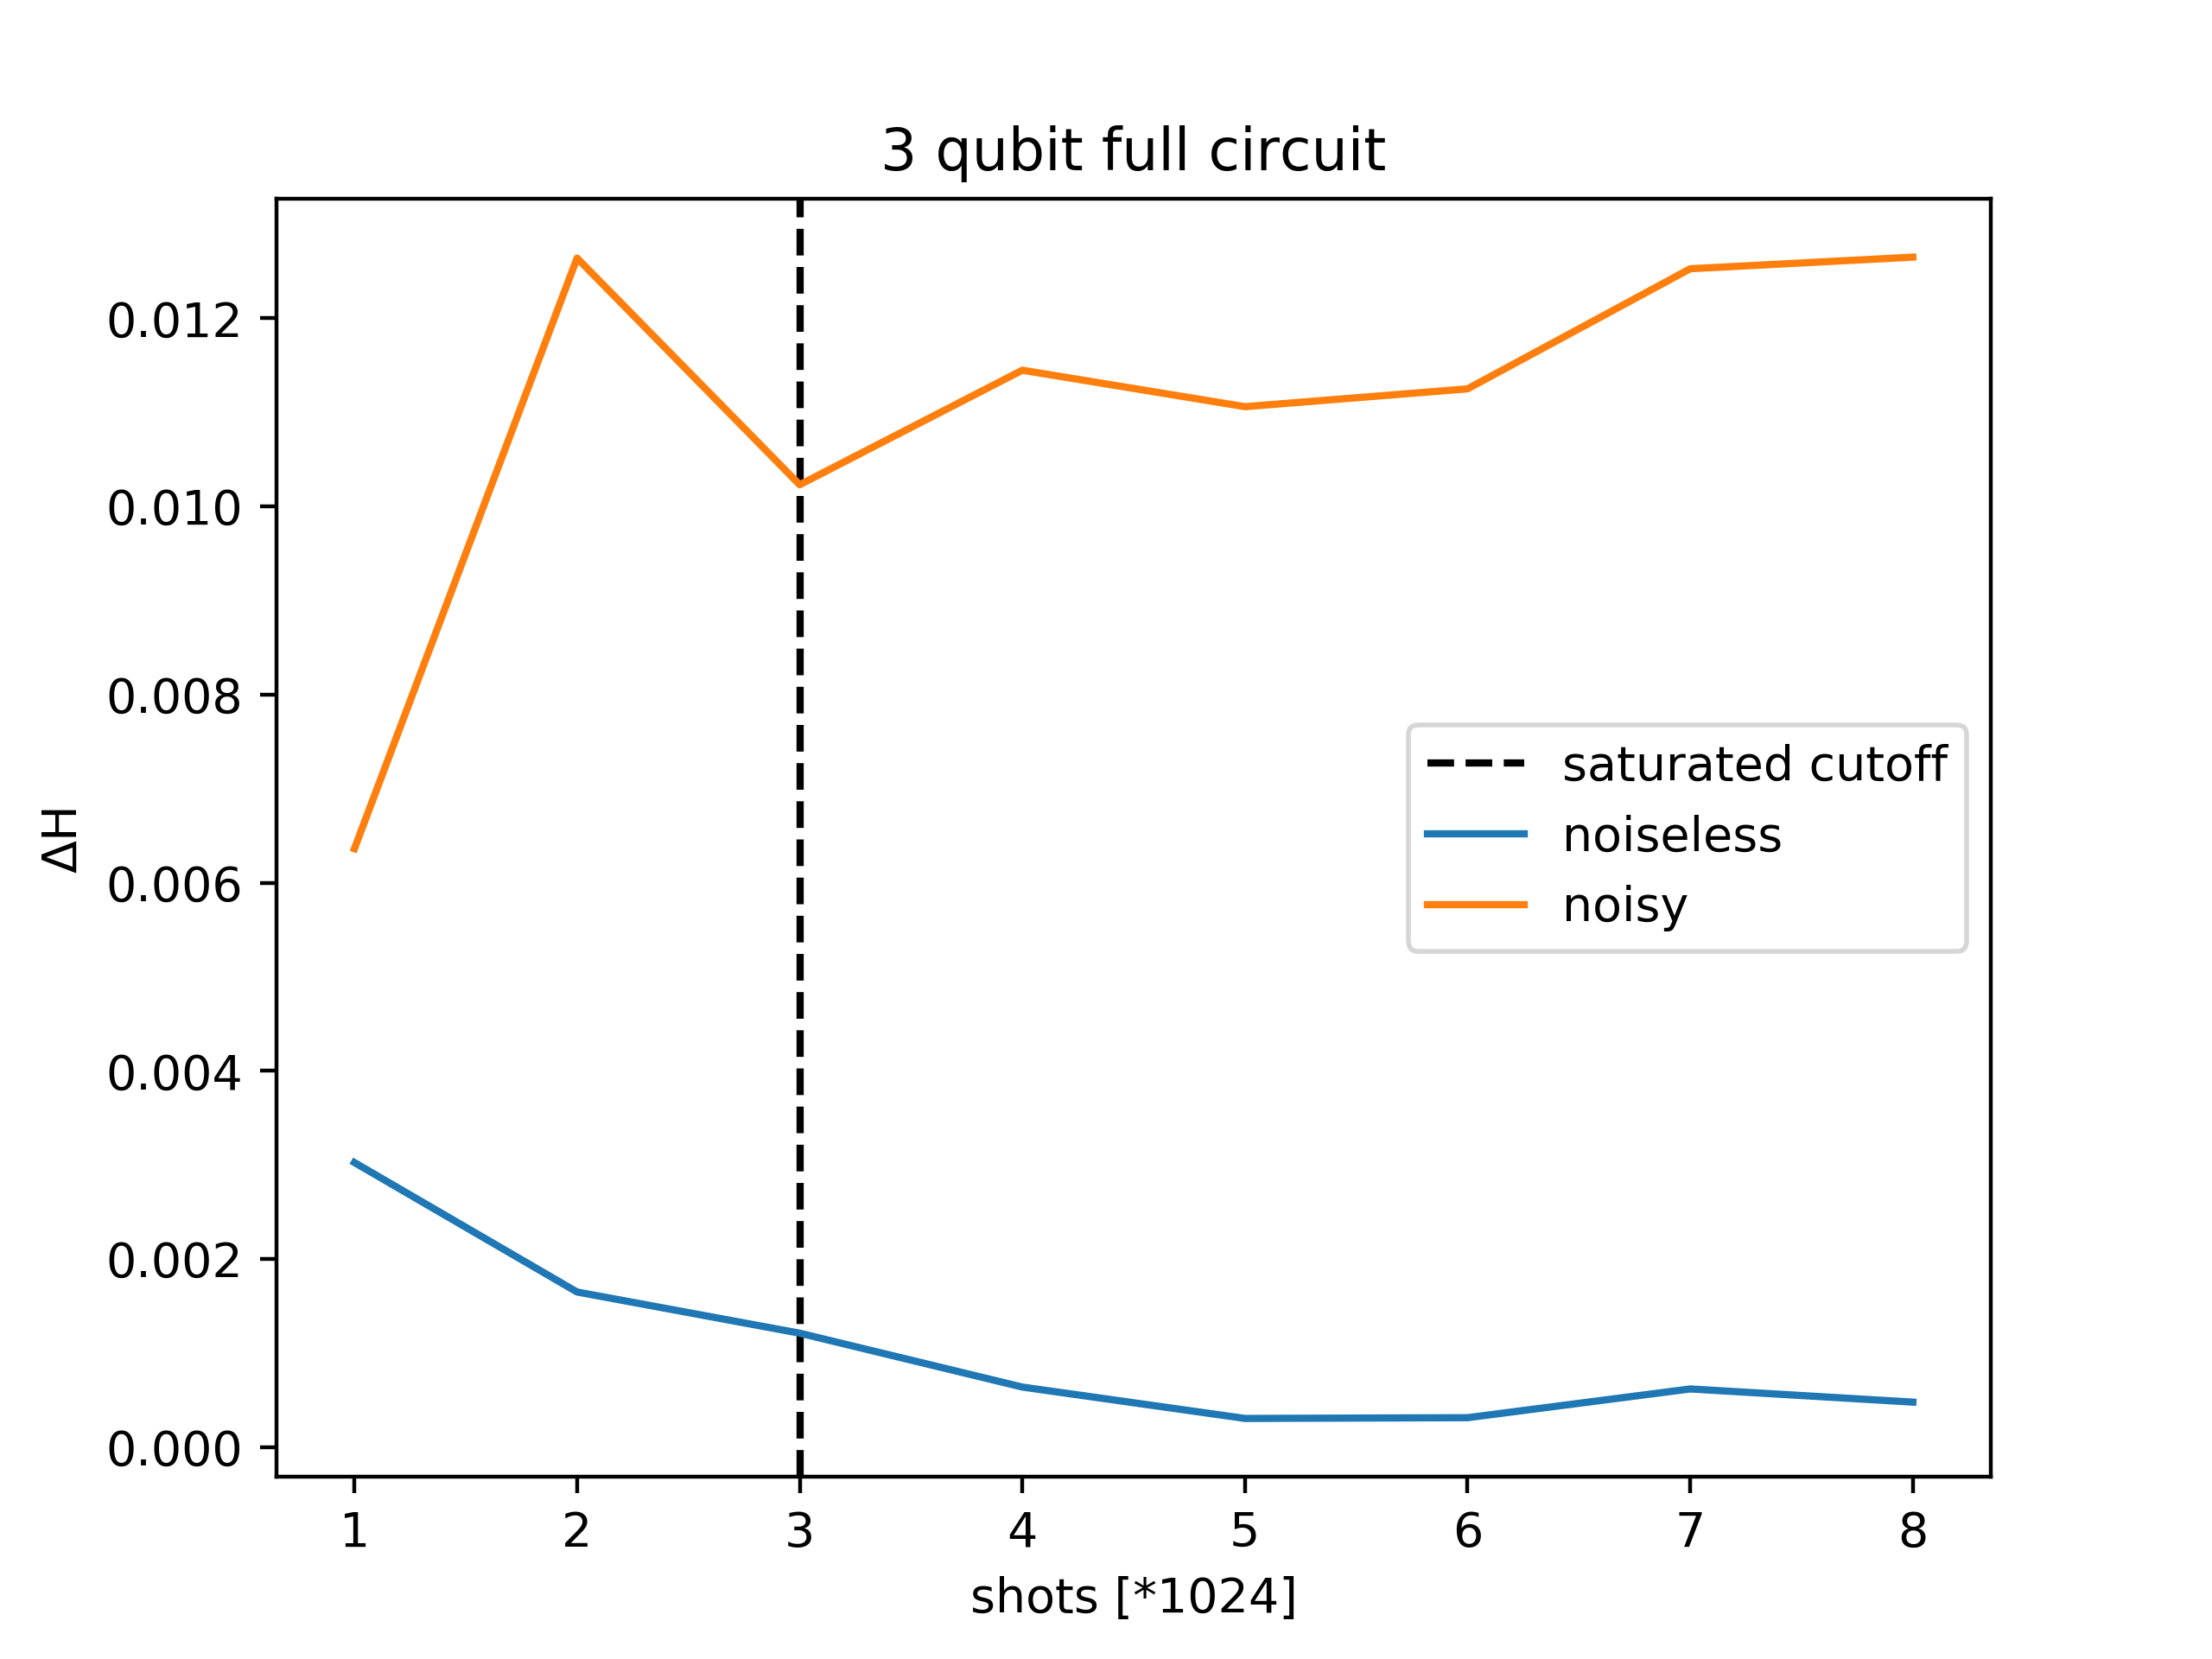 3 qubit full circuit
0.012
0.010
0.008
0.006
0.004
0.002
0.000
ΔH
saturated cutoff
noiseless
noisy
1 2 3 4 5 6 7 8
shots [*1024]